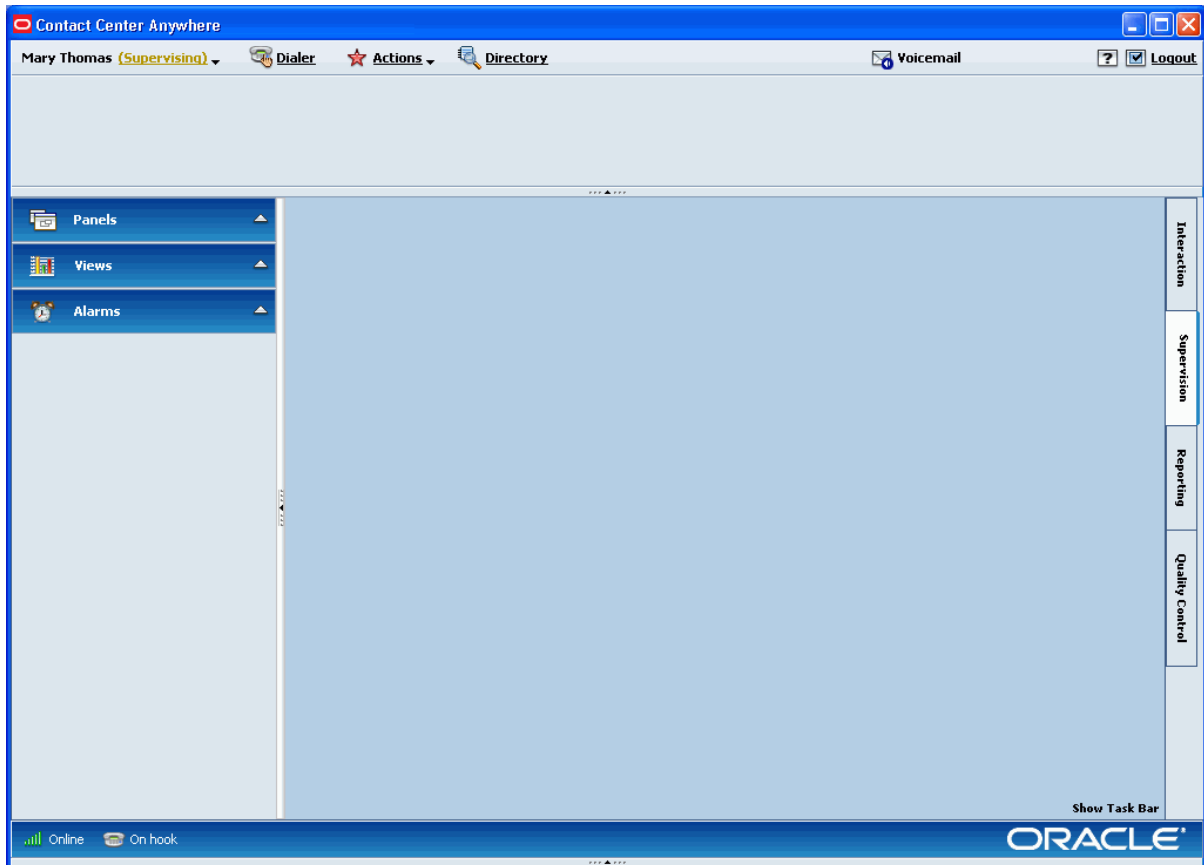 Contact Center Anywhere
Mary Thomas (Supervising) Dialer Actions Directory Voicemail ? Logout
Panels
Views
Alarms
Interaction
Supervision
Reporting
Quality Control
Show Task Bar
Online On hook ORACLE